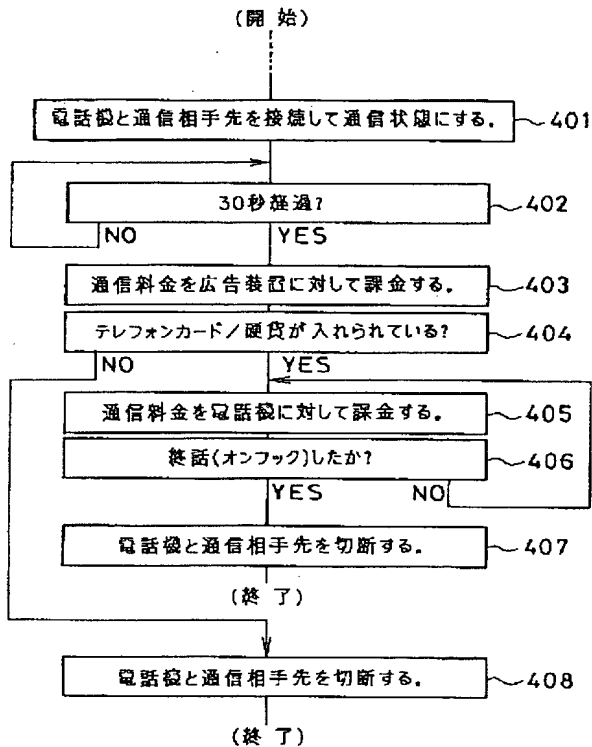 (開 始)
電話機と通信相手先を接続して通信状態にする。 401
30秒経過? 402
NO YES
通信料金を広告装置に対して課金する。 403
テレフォンカード/硬貨が入れられている? 404
NO YES
通信料金を電話機に対して課金する。 405
終話(オンフック)したか? 406
YES NO
電話機と通信相手先を切断する。 407
(終 了)
電話機と通信相手先を切断する。 408
(終 了)